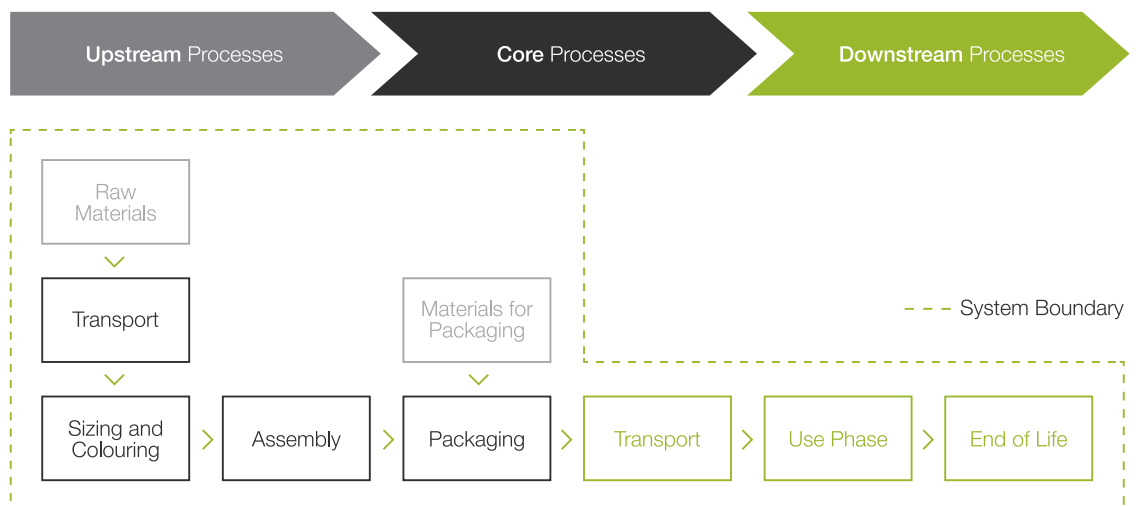 Upstream Processes
Core Processes
Downstream Processes
Raw
Materials
Transport
Materials for
Packaging
System Boundary
Sizing and
Colouring
Assembly
Packaging
Transport
Use Phase
End of Life